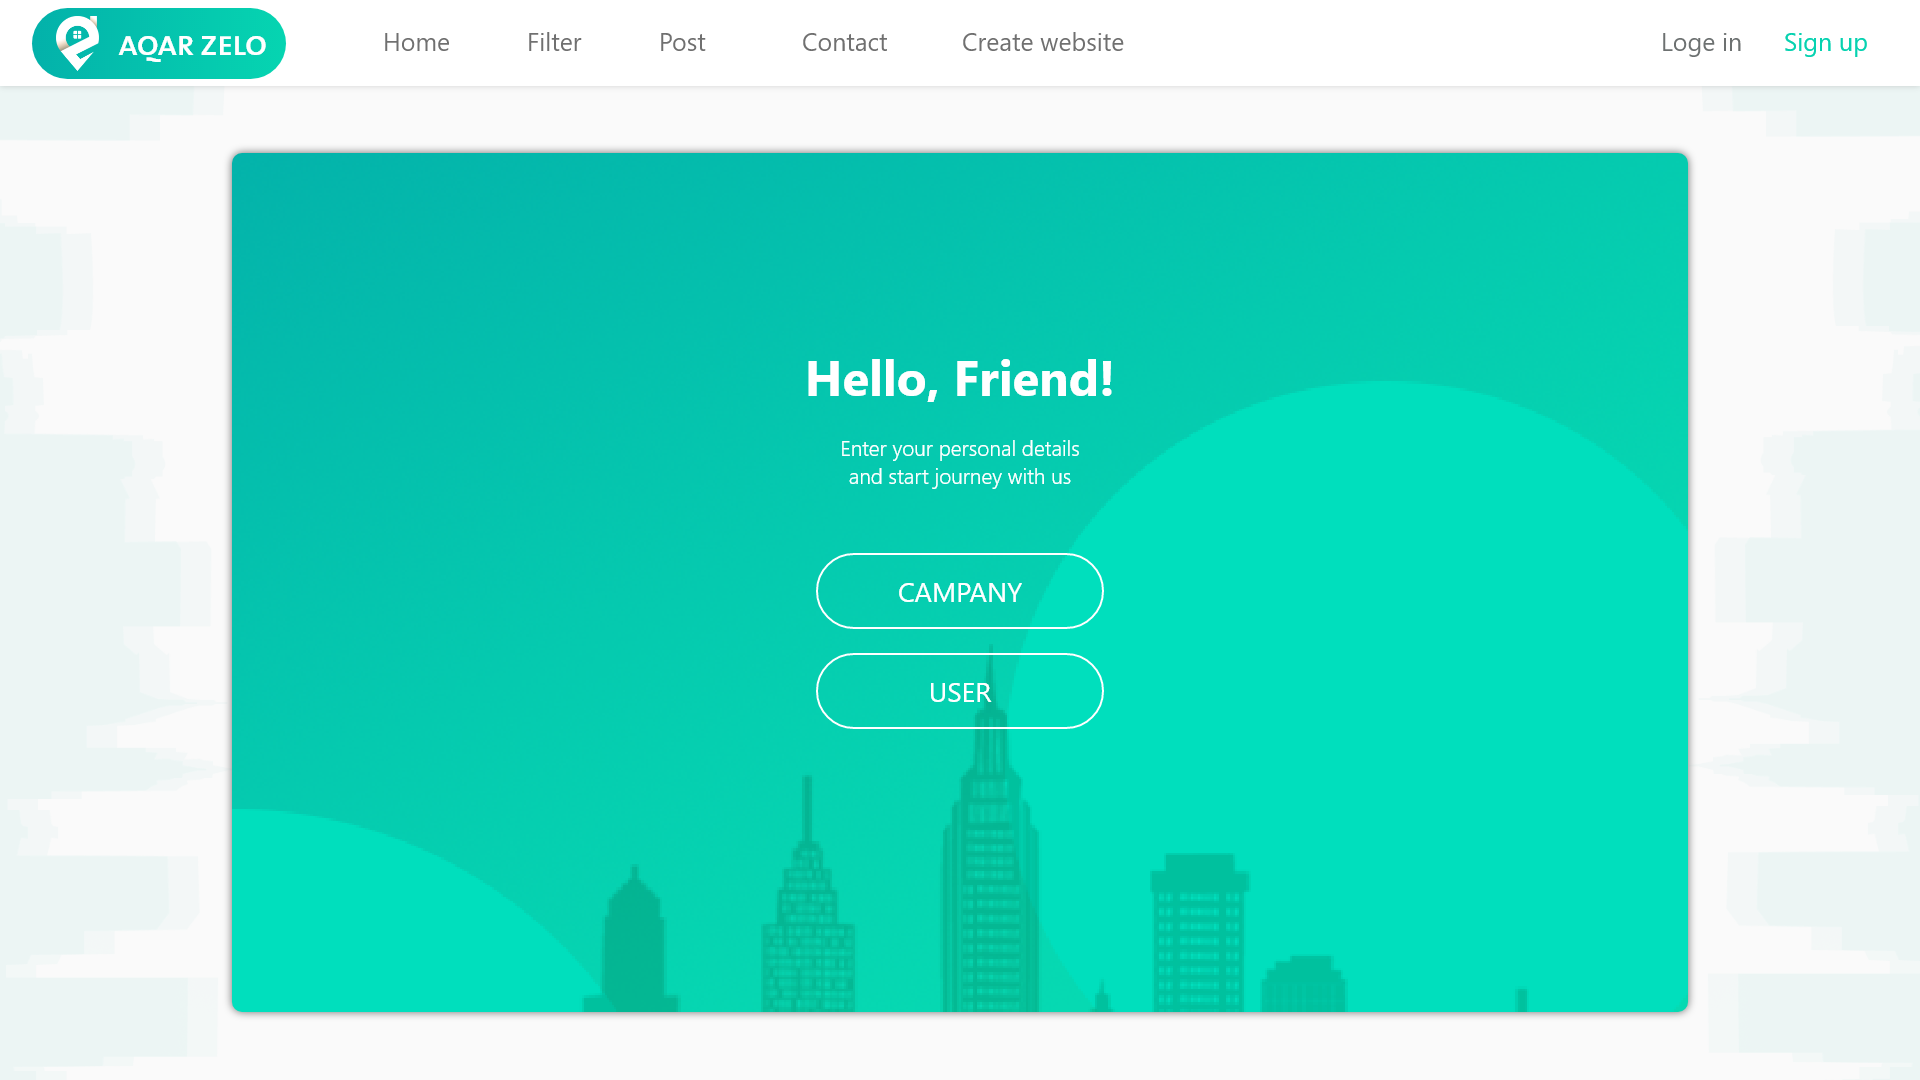 AQAR ZELO
Home
Filter
Post
Contact
Create website
Loge in
Sign up
Hello, Friend!
Enter your personal details
and start journey with us
CAMPANY
USER